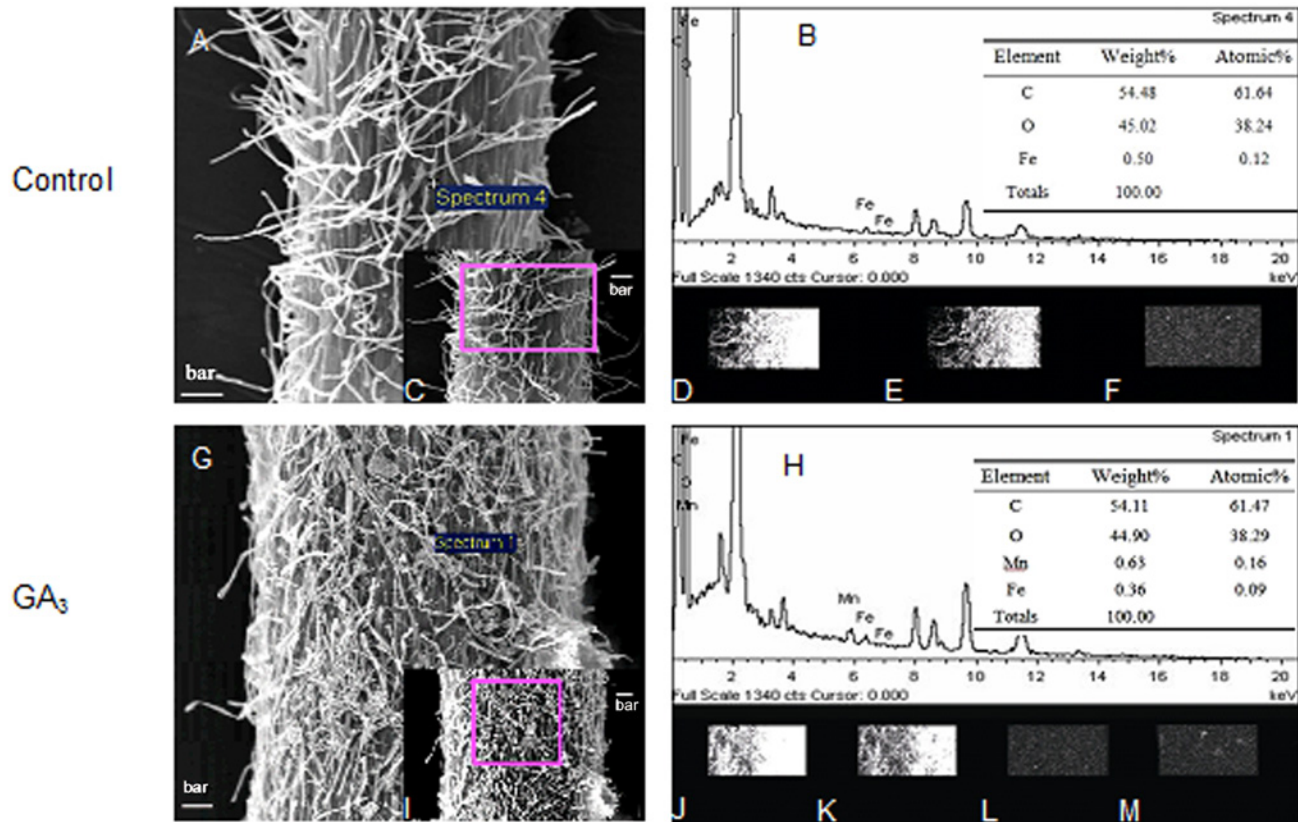 Control
A
Spectrum 4
bar
C
bar
Spectrum 4
B
Fe
C
O
Element Weight% Atomic%
C 54.48 61.64
O 45.02 38.24
Fe 0.50 0.12
Totals 100.00
Fe
Fe
2 4 6 8 10 12 14 16 18 20
Full Scale 1340 cts Cursor: 0.000 keV
D E F
GA3
G
Spectrum 1
bar
I
bar
Spectrum 1
H
Fe
C
O
Mn
Element Weight% Atomic%
C 54.11 61.47
O 44.90 38.29
Mn 0.63 0.16
Fe 0.36 0.09
Totals 100.00
Mn
Fe
Fe
2 4 6 8 10 12 14 16 18 20
Full Scale 1340 cts Cursor: 0.000 keV
J K L M